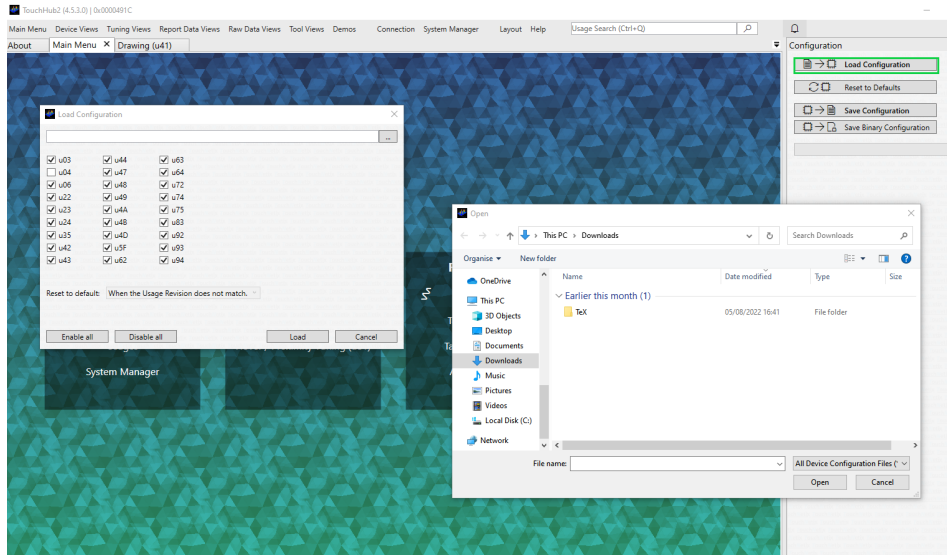 TouchHub2 (4.5.3.0) | 0x0000491C
Main Menu Device Views Tuning Views Report Data Views Raw Data Views Tool Views Demos Connection System Manager Layout Help Usage Search (Ctrl+Q)
About Main Menu Drawing (u41)
Configuration
Load Configuration
Reset to Defaults
Save Configuration
Save Binary Configuration
Load Configuration
...
u03 u44 u63
u04 u47 u64
u06 u48 u72
u22 u49 u74
u23 u4A u75
u24 u4B u83
u35 u4D u92
u42 u5F u93
u43 u62 u94
Reset to default: When the Usage Revision does not match.
Enable all Disable all Load Cancel
System Manager
Open
This PC › Downloads Search Downloads
Organise New folder
Name Date modified Type Size
OneDrive
This PC
3D Objects
Desktop
Documents
Downloads
Music
Pictures
Videos
Local Disk (C:)
Network
Earlier this month (1)
TeX 05/08/2022 16:41 File folder
File name: All Device Configuration Files (*
Open Cancel